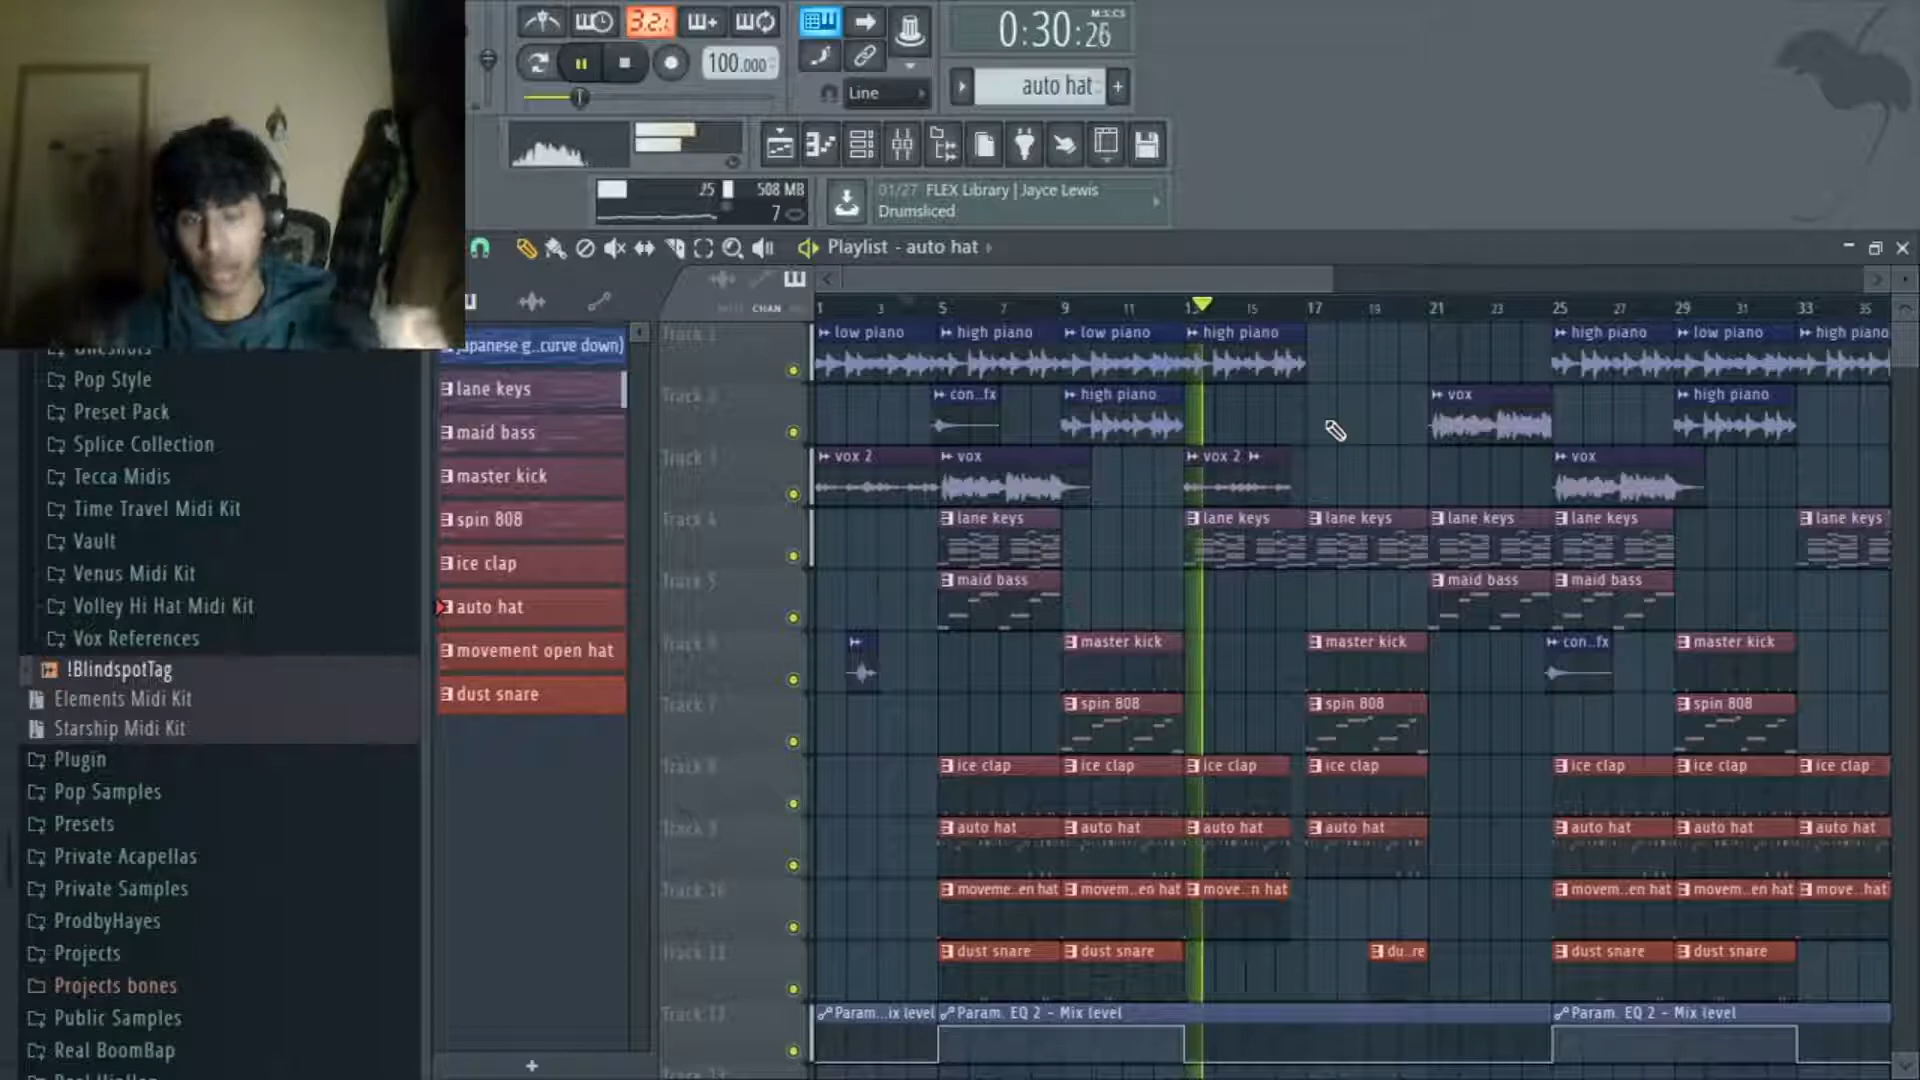 3.2.:
100.000
Line
0:30:26
M:S:CS
auto hat
+
25
508 MB
7
01/27 FLEX Library | Jayce Lewis
Drumsliced
Playlist - auto hat
CHAN
1 3 5 7 9 11 15 17 19 21 23 25 27 29 31 33 35
Pop Style
Preset Pack
Splice Collection
Tecca Midis
Time Travel Midi Kit
Vault
Venus Midi Kit
Volley Hi Hat Midi Kit
Vox References
!BlindspotTag
Elements Midi Kit
Starship Midi Kit
Plugin
Pop Samples
Presets
Private Acapellas
Private Samples
ProdbyHayes
Projects
Projects bones
Public Samples
Real BoomBap
japanese g..curve down)
lane keys
maid bass
master kick
spin 808
ice clap
auto hat
movement open hat
dust snare
+
low piano high piano low piano high piano high piano low piano high piano
con..fx high piano vox high piano
vox 2 vox vox 2 vox
Track 4 lane keys lane keys lane keys lane keys lane keys lane keys
Track 5 maid bass maid bass maid bass
master kick master kick con..fx master kick
Track 7 spin 808 spin 808 spin 808
Track 8 ice clap ice clap ice clap ice clap ice clap ice clap ice clap
Track 9 auto hat auto hat auto hat auto hat auto hat auto hat auto hat
Track 10 moveme..en hat movem..en hat move..n hat movem..en hat movem..en hat move..hat
Track 11 dust snare dust snare du..re dust snare dust snare
Track 12 Param...ix level Param. EQ 2 - Mix level Param. EQ 2 - Mix level